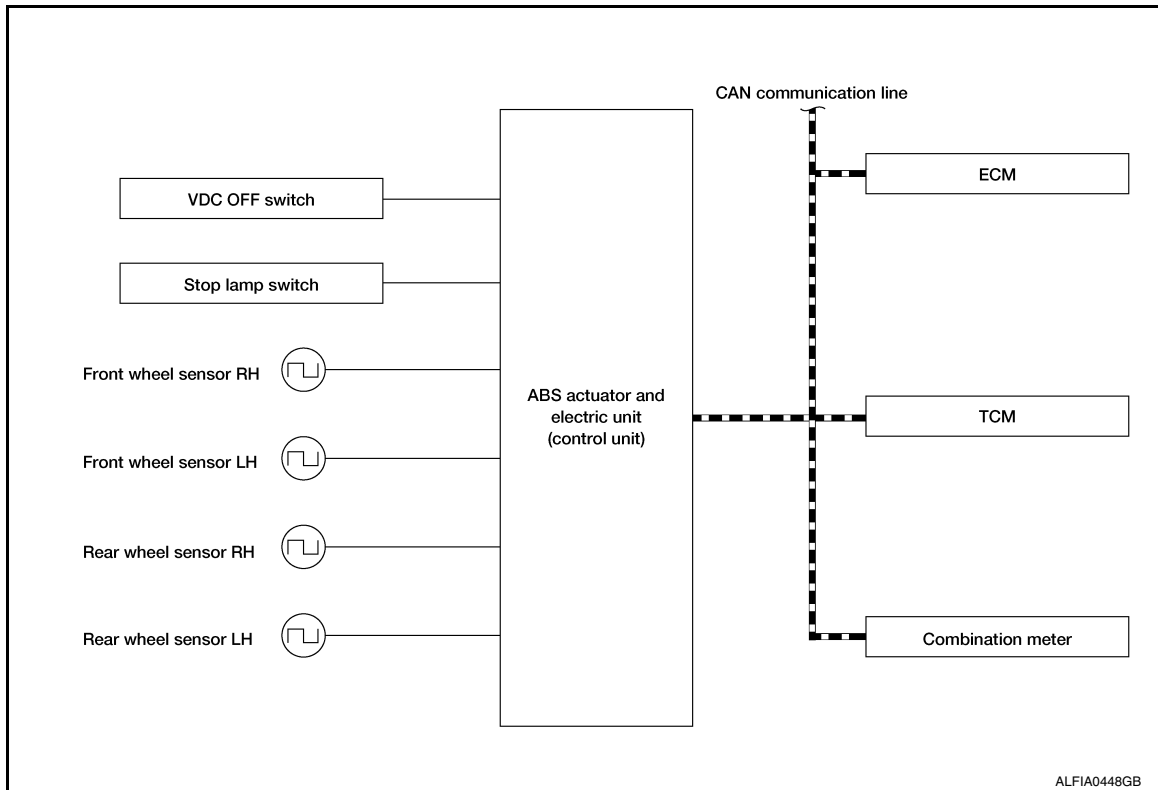 CAN communication line
ECM
VDC OFF switch
Stop lamp switch
Front wheel sensor RH
ABS actuator and
electric unit
(control unit)
TCM
Front wheel sensor LH
Rear wheel sensor RH
Rear wheel sensor LH
Combination meter
ALFIA0448GB